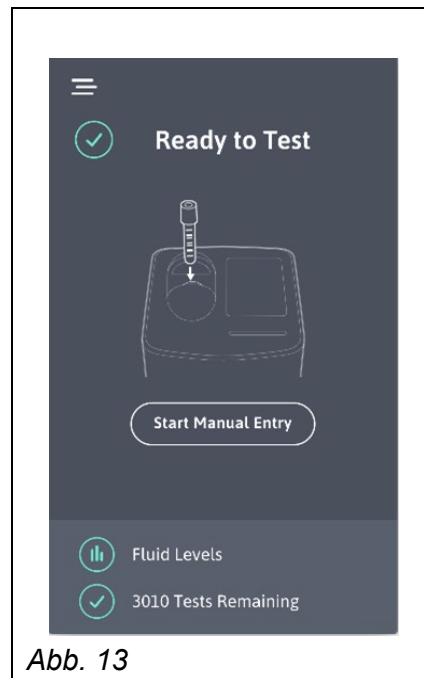 Ready to Test
Start Manual Entry
Fluid Levels
3010 Tests Remaining
Abb. 13